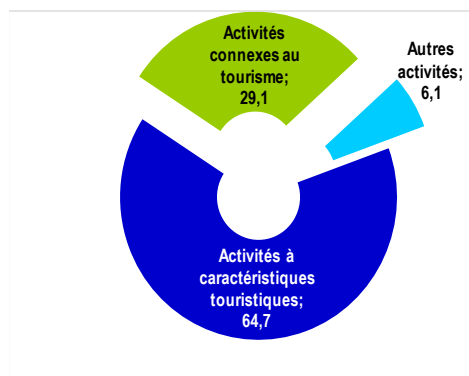 Activités
connexes au
tourisme;
29,1
Autres
activités;
6,1
Activités à
caractéristiques
touristiques;
64,7